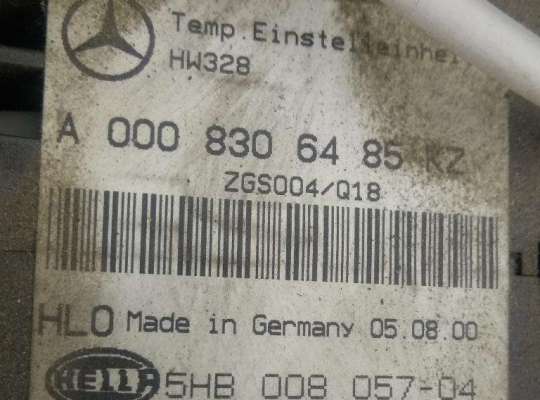 Temp.Einstelleinheit
HW328
A 000 830 64 85 KZ
ZGS004/Q18
HLO Made in Germany 05.08.00
HELLA 5HB 008 057-04